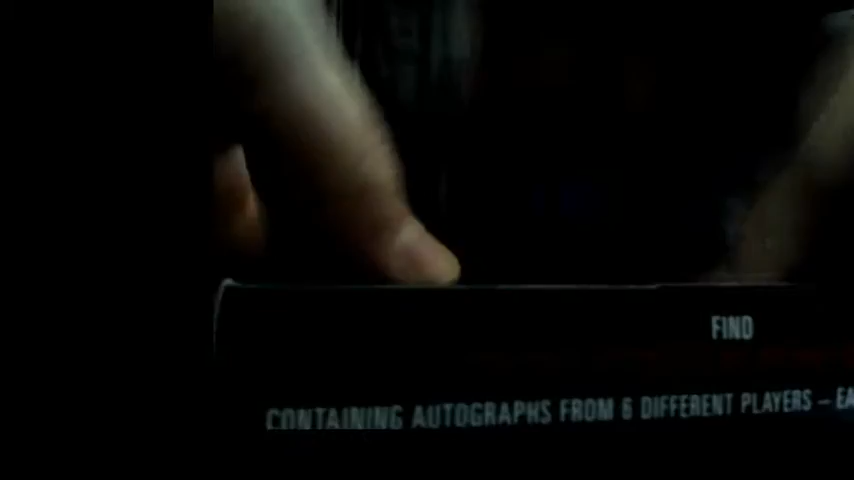 FIND
CONTAINING AUTOGRAPHS FROM 6 DIFFERENT PLAYERS –